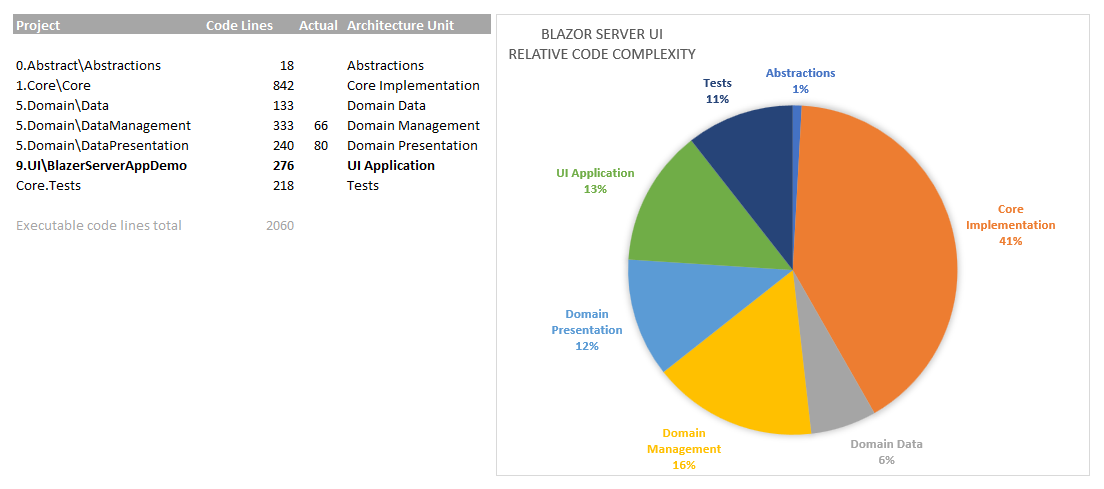 Project Code Lines Actual Architecture Unit
0.Abstract\Abstractions 18 Abstractions
1.Core\Core 842 Core Implementation
5.Domain\Data 133 Domain Data
5.Domain\DataManagement 333 66 Domain Management
5.Domain\DataPresentation 240 80 Domain Presentation
9.UI\BlazerServerAppDemo 276 UI Application
Core.Tests 218 Tests
Executable code lines total 2060
BLAZOR SERVER UI
RELATIVE CODE COMPLEXITY
Abstractions
1%
Core
Implementation
41%
Domain Data
6%
Domain
Management
16%
Domain
Presentation
12%
UI Application
13%
Tests
11%